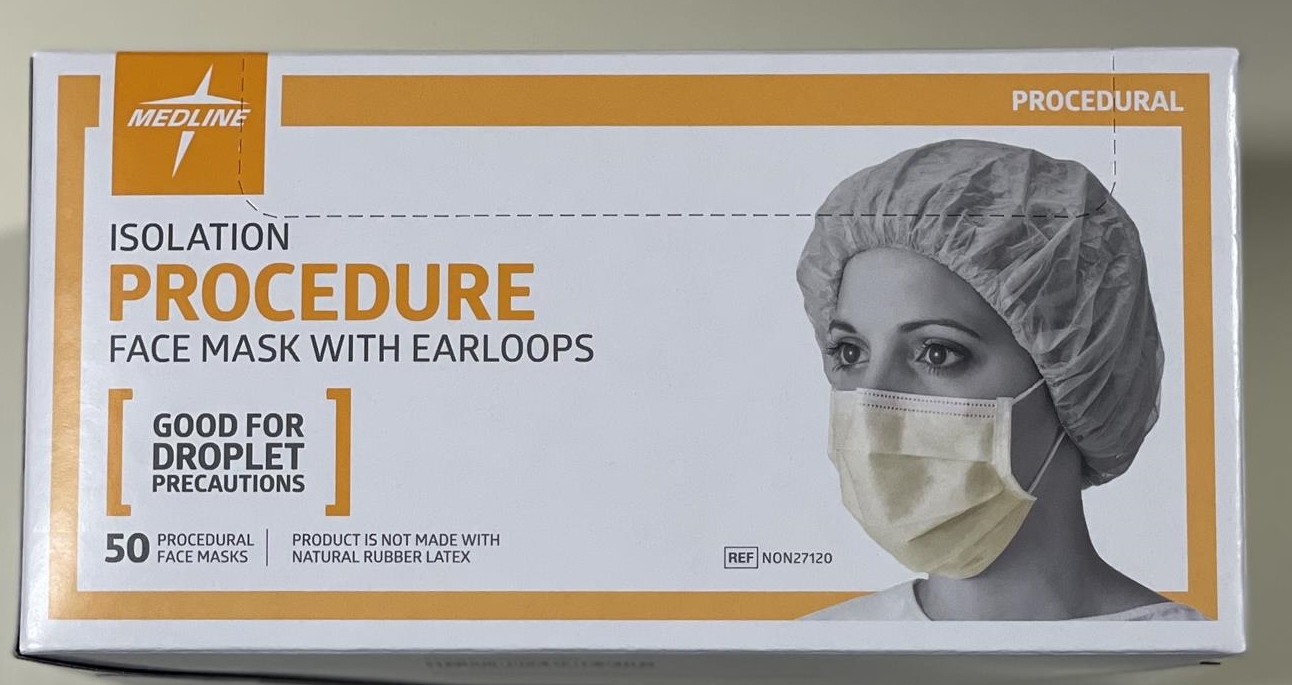 MEDLINE
PROCEDURAL
ISOLATION
PROCEDURE
FACE MASK WITH EARLOOPS
GOOD FOR
DROPLET
PRECAUTIONS
50 PROCEDURAL
FACE MASKS
PRODUCT IS NOT MADE WITH
NATURAL RUBBER LATEX
REF NON27120